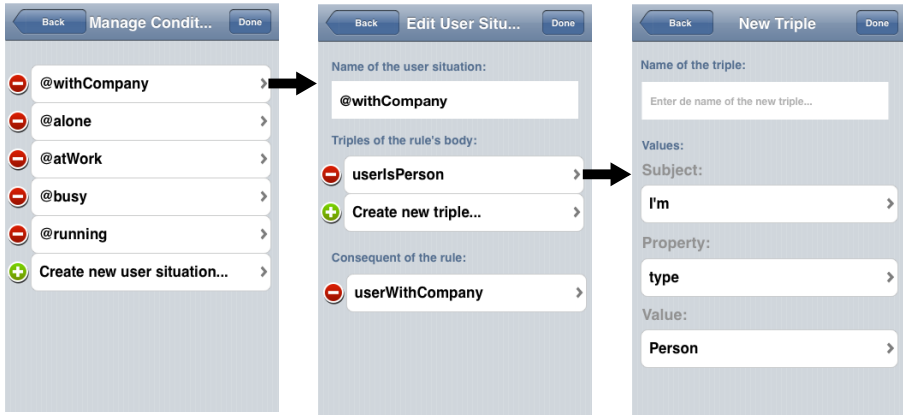 Back Manage Condit... Done
@withCompany
@alone
@atWork
@busy
@running
Create new user situation...
Back Edit User Situ... Done
Name of the user situation:
@withCompany
Triples of the rule's body:
userIsPerson
Create new triple...
Consequent of the rule:
userWithCompany
Back New Triple Done
Name of the triple:
Enter de name of the new triple...
Values:
Subject:
I'm
Property:
type
Value:
Person